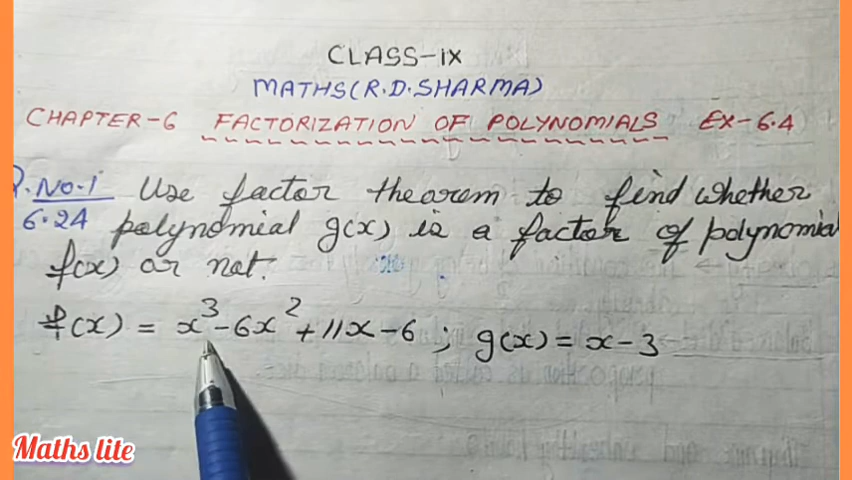 CLASS-IX
MATHS(R.D.SHARMA)
CHAPTER-6 FACTORIZATION OF POLYNOMIALS EX-6.4
Q.No.1 Use factor thearem to find whether
6.24 polynomial g(x) is a factor of polynomial
f(x) or not.
f(x) = x³-6x²+11x-6 ; g(x) = x-3
Maths lite